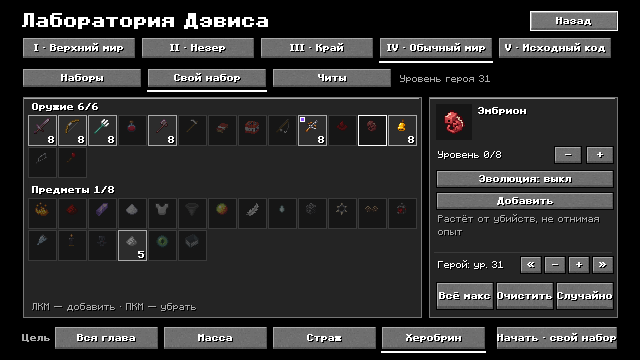 Лаборатория Дэвиса
Назад
I · Верхний мир
II · Незер
III · Край
IV · Обычный мир
V · Исходный код
Наборы
Свой набор
Читы
Уровень героя 31
Оружие 6/6
8
8
8
8
8
8
Предметы 1/8
5
ЛКМ — добавить · ПКМ — убрать
Эмбрион
Уровень 0/8
−
+
Эволюция: выкл
Добавить
Растёт от убийств, не отнимая
опыт
Герой: ур. 31
«
−
+
»
Всё макс
Очистить
Случайно
Цель
Вся глава
Масса
Страж
Херобрин
Начать · свой набор